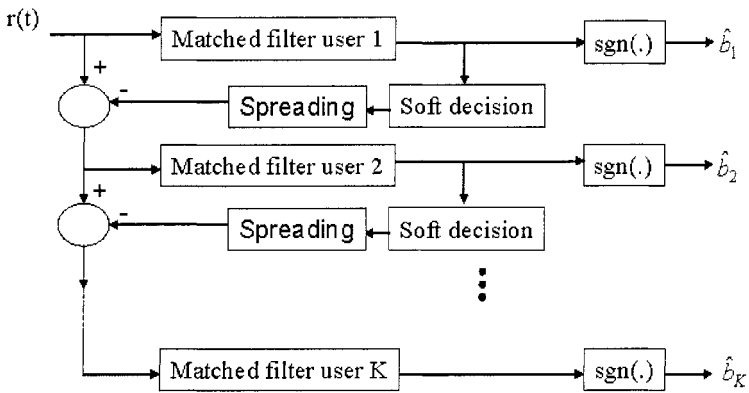 r(t)
Matched filter user 1
sgn(.)
b̂₁
+
-
Spreading
Soft decision
Matched filter user 2
sgn(.)
b̂₂
+
-
Spreading
Soft decision
Matched filter user K
sgn(.)
b̂_K